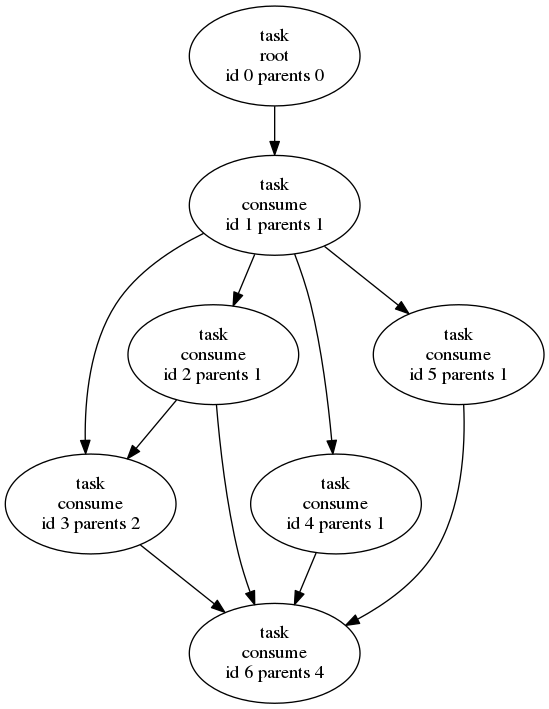 task
root
id 0 parents 0
task
consume
id 1 parents 1
task
consume
id 2 parents 1
task
consume
id 5 parents 1
task
consume
id 3 parents 2
task
consume
id 4 parents 1
task
consume
id 6 parents 4